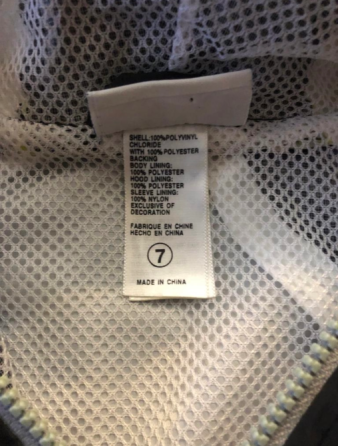 SHELL:100%POLYVINYL
CHLORIDE
WITH 100% POLYESTER
BACKING
BODY LINING:
100% POLYESTER
HOOD LINING:
100% POLYESTER
SLEEVE LINING:
100% NYLON
EXCLUSIVE OF
DECORATION
FABRIQUE EN CHINE
HECHO EN CHINA
7
MADE IN CHINA